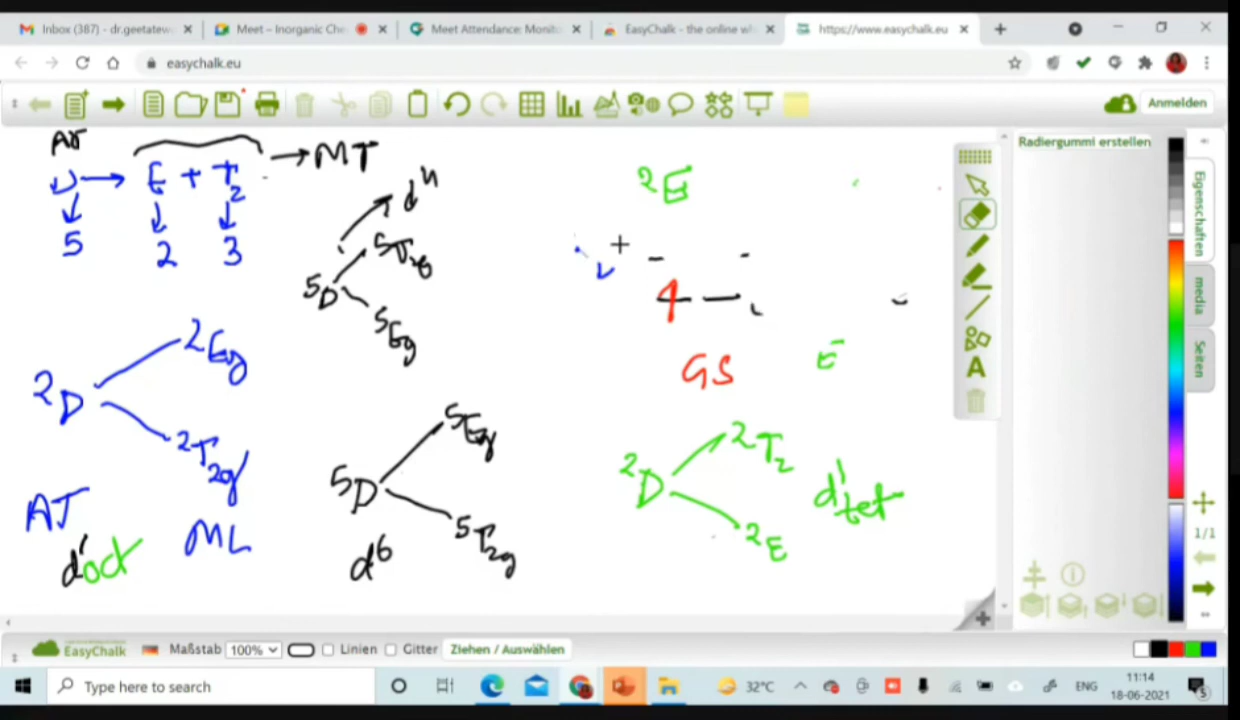 Inbox (387) - dr.geetatew
Meet – Inorganic Che
Meet Attendance: Monito
EasyChalk - the online wh
https://www.easychalk.eu
easychalk.eu
Anmelden
Radiergummi erstellen
Eigenschaften
media
Seiten
1/1
AT
D → E + T2 → MT
5 2 3
d4
5D
5T2g
5Eg
2E
+
4
GS
E
2D
2Eg
2T2g
AT
ML
d1 oct
5D
5Eg
5T2g
d6
2D
2T2
2E
d1 tet
A
EasyChalk
Maßstab 100%
Linien
Gitter
Ziehen / Auswählen
Type here to search
32°C
ENG
11:14
18-06-2021
5